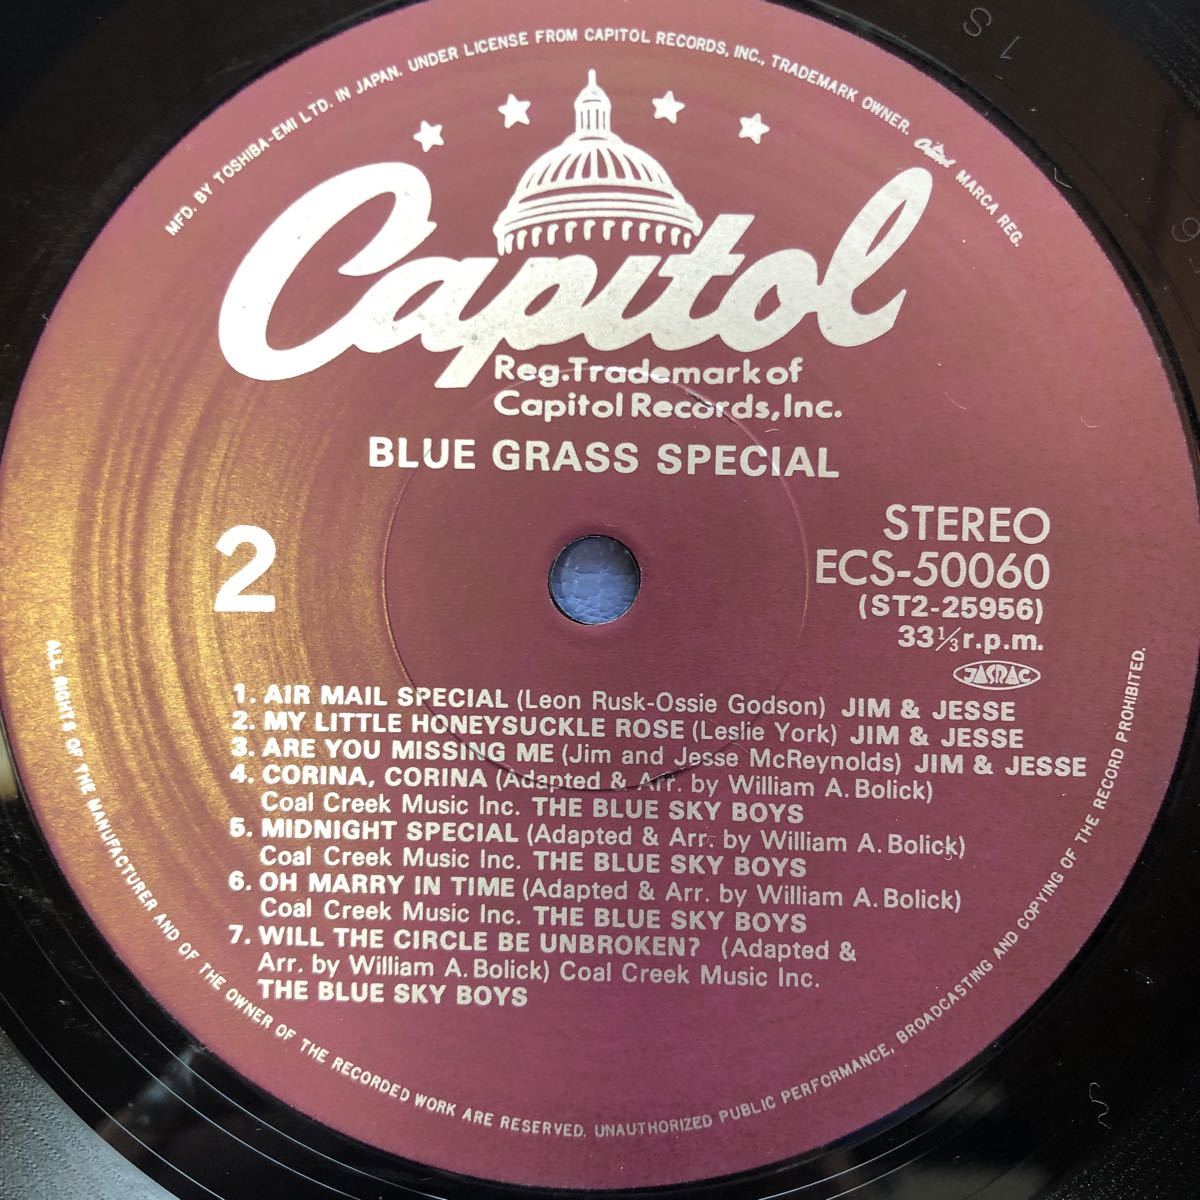 MFD. BY TOSHIBA-EMI LTD. IN JAPAN. UNDER LICENSE FROM CAPITOL RECORDS, INC., TRADEMARK OWNER. Capitol MARCA REG.
Capitol
Reg.Trademark of
Capitol Records,Inc.
BLUE GRASS SPECIAL
2
STEREO
ECS-50060
(ST2-25956)
33⅓r.p.m.
JASRAC
1. AIR MAIL SPECIAL (Leon Rusk-Ossie Godson) JIM & JESSE
2. MY LITTLE HONEYSUCKLE ROSE (Leslie York) JIM & JESSE
3. ARE YOU MISSING ME (Jim and Jesse McReynolds) JIM & JESSE
4. CORINA, CORINA (Adapted & Arr. by William A. Bolick)
Coal Creek Music Inc. THE BLUE SKY BOYS
5. MIDNIGHT SPECIAL (Adapted & Arr. by William A. Bolick)
Coal Creek Music Inc. THE BLUE SKY BOYS
6. OH MARRY IN TIME (Adapted & Arr. by William A. Bolick)
Coal Creek Music Inc. THE BLUE SKY BOYS
7. WILL THE CIRCLE BE UNBROKEN? (Adapted &
Arr. by William A. Bolick) Coal Creek Music Inc.
THE BLUE SKY BOYS
ALL RIGHTS OF THE MANUFACTURER AND OF THE OWNER OF THE RECORDED WORK ARE RESERVED. UNAUTHORIZED PUBLIC PERFORMANCE, BROADCASTING AND COPYING OF THE RECORD PROHIBITED.